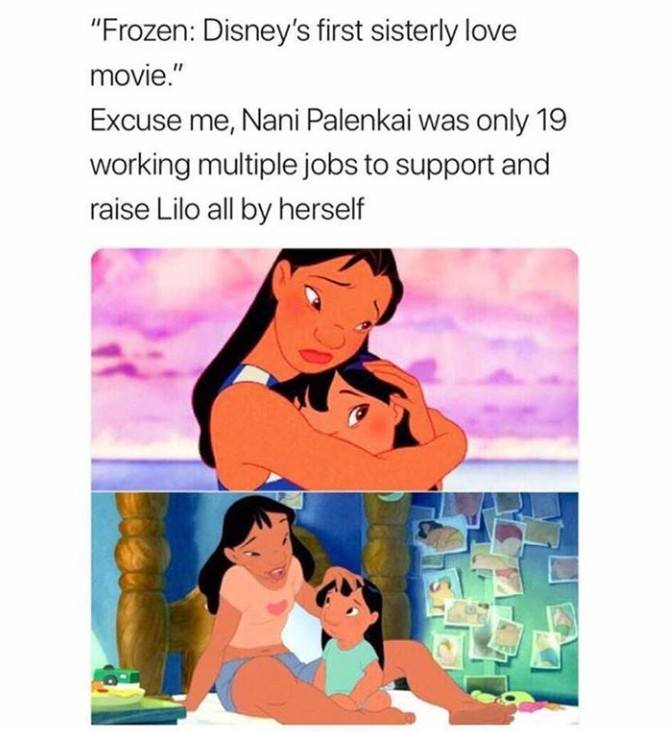 "Frozen: Disney's first sisterly love
movie."
Excuse me, Nani Palenkai was only 19
working multiple jobs to support and
raise Lilo all by herself